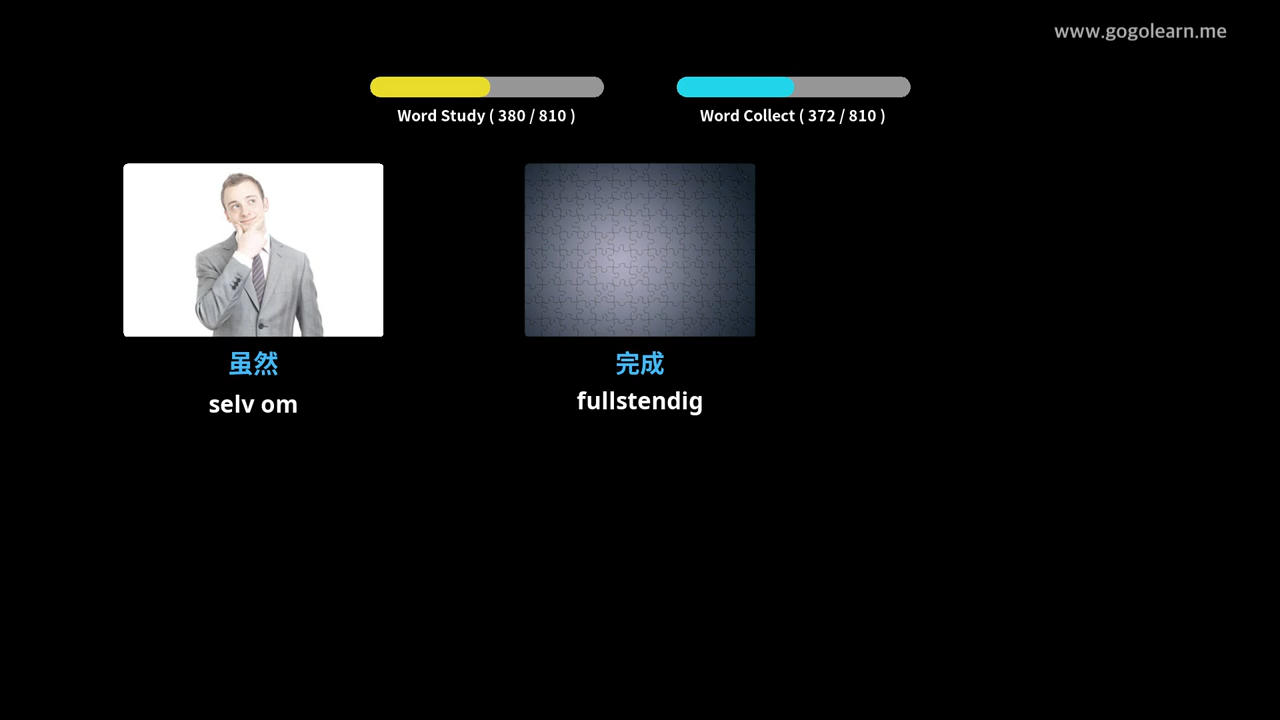 www.gogolearn.me
Word Study ( 380 / 810 )
Word Collect ( 372 / 810 )
虽然
selv om
完成
fullstendig